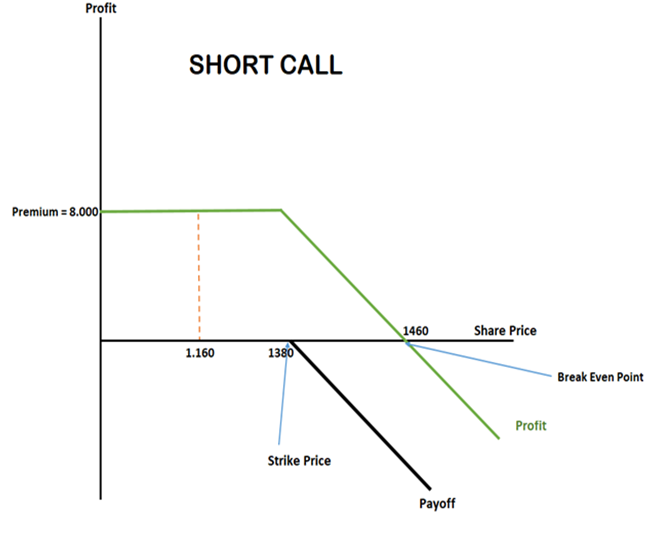 Profit
SHORT CALL
Premium = 8.000
1460
Share Price
1.160
1380
Break Even Point
Profit
Strike Price
Payoff